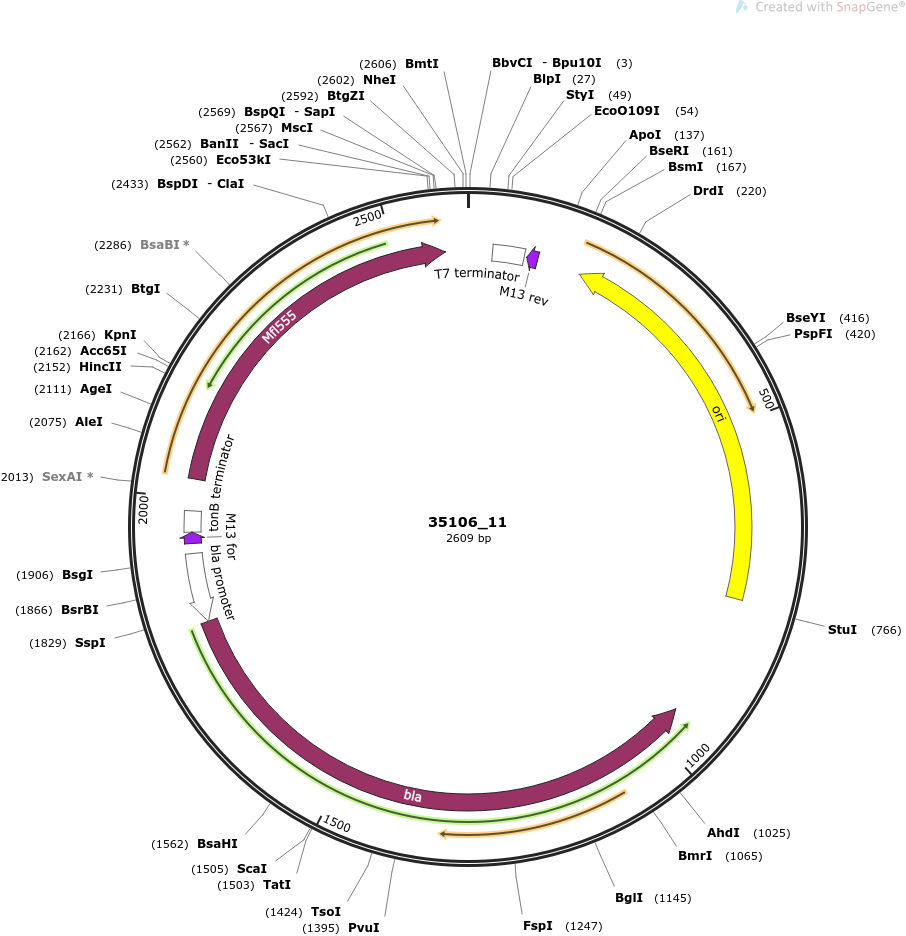 Created with SnapGene®
(2606) BmtI
(2602) NheI
(2592) BtgZI
(2569) BspQI - SapI
(2567) MscI
(2562) BanII - SacI
(2560) Eco53kI
(2433) BspDI - ClaI
(2286) BsaBI *
(2231) BtgI
(2166) KpnI
(2162) Acc65I
(2152) HincII
(2111) AgeI
(2075) AleI
2013) SexAI *
(1906) BsgI
(1866) BsrBI
(1829) SspI
(1562) BsaHI
(1505) ScaI
(1503) TatI
(1424) TsoI
(1395) PvuI
BbvCI - Bpu10I (3)
BlpI (27)
StyI (49)
EcoO109I (54)
ApoI (137)
BseRI (161)
BsmI (167)
DrdI (220)
BseYI (416)
PspFI (420)
StuI (766)
AhdI (1025)
BmrI (1065)
BglI (1145)
FspI (1247)
500
1000
1500
2000
2500
T7 terminator
M13 rev
ori
bla
bla promoter
M13 for
tonB terminator
Mfl555
35106_11
2609 bp